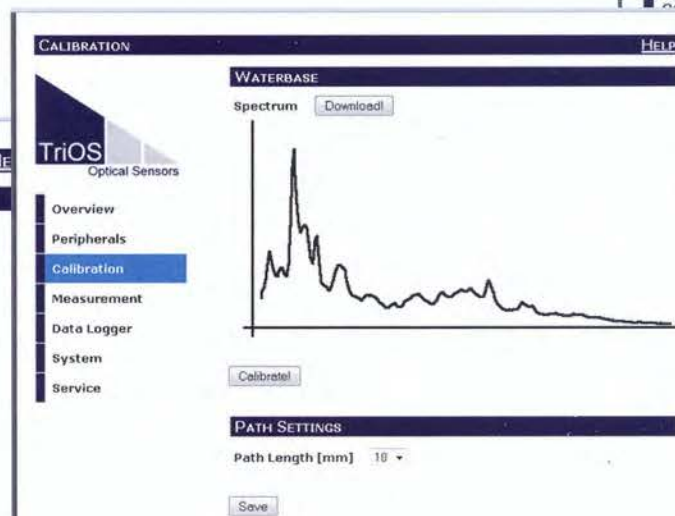 CALIBRATION
HELP
TriOS
Optical Sensors
Overview
Peripherals
Calibration
Measurement
Data Logger
System
Service
WATERBASE
Spectrum Download!
Calibrate!
PATH SETTINGS
Path Length [mm] 10
Save